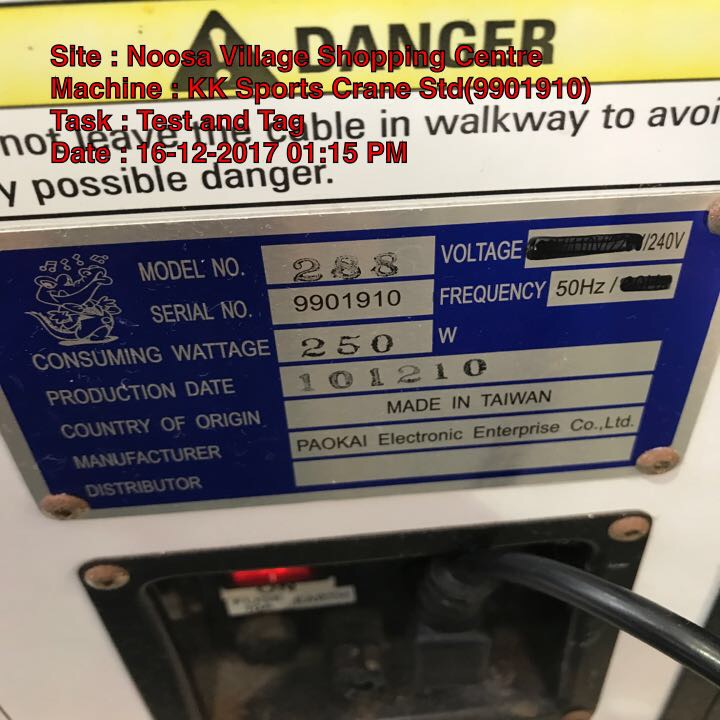 DANGER
Site : Noosa Village Shopping Centre
Machine : KK Sports Crane Std(9901910)
Task : Test and Tag
Date : 16-12-2017 01:15 PM
not leave the cable in walkway to avoi
y possible danger.
MODEL NO. 288
VOLTAGE /240V
SERIAL NO. 9901910
FREQUENCY 50Hz /
CONSUMING WATTAGE 250 W
PRODUCTION DATE 101210
COUNTRY OF ORIGIN MADE IN TAIWAN
MANUFACTURER PAOKAI Electronic Enterprise Co.,Ltd.
DISTRIBUTOR